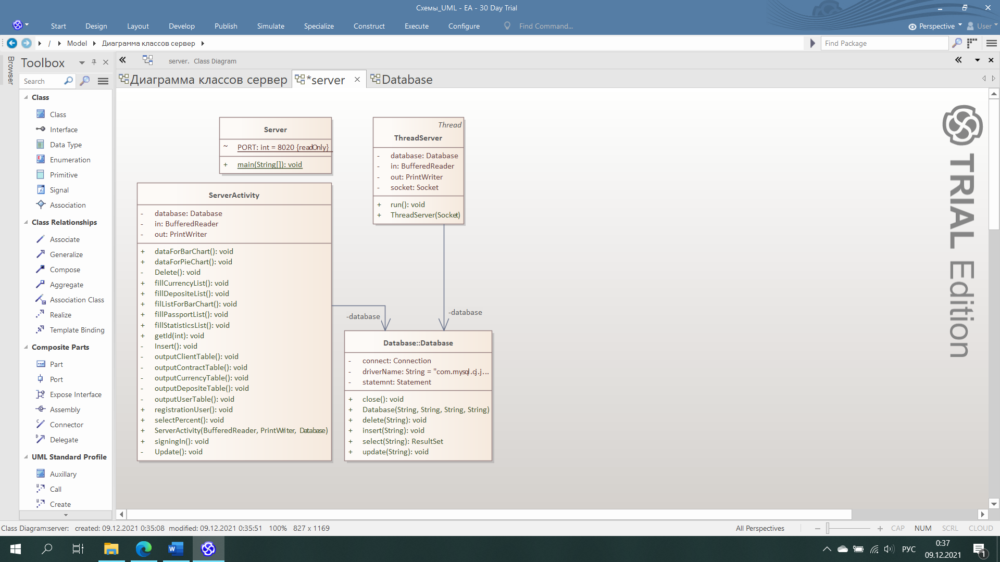 Схемы_UML - EA - 30 Day Trial
Start Design Layout Develop Publish Simulate Specialize Construct Execute Configure Find Command... Perspective User
/ Model Диаграмма классов сервер Find Package
Browser
Toolbox
Search
server. Class Diagram
Диаграмма классов сервер *server Database
Class
Class
Interface
Data Type
Enumeration
Primitive
Signal
Association
Class Relationships
Associate
Generalize
Compose
Aggregate
Association Class
Realize
Template Binding
Composite Parts
Part
Port
Expose Interface
Assembly
Connector
Delegate
UML Standard Profile
Auxillary
Call
Create
Server
~ PORT: int = 8020 {readOnly}
+ main(String[]): void
Thread
ThreadServer
- database: Database
- in: BufferedReader
- out: PrintWriter
- socket: Socket
+ run(): void
+ ThreadServer(Socket)
ServerActivity
- database: Database
- in: BufferedReader
- out: PrintWriter
+ dataForBarChart(): void
+ dataForPieChart(): void
- Delete(): void
+ fillCurrencyList(): void
+ fillDepositeList(): void
+ filListForBarChart(): void
+ fillPassportList(): void
+ fillStatisticsList(): void
+ getId(int): void
- Insert(): void
- outputClientTable(): void
- outputContractTable(): void
- outputCurrencyTable(): void
- outputDepositeTable(): void
- outputUserTable(): void
+ registrationUser(): void
+ selectPercent(): void
+ ServerActivity(BufferedReader, PrintWriter, Database)
+ signingIn(): void
- Update(): void
-database
-database
Database::Database
- connect: Connection
- driverName: String = "com.mysql.cj.j...
- statemnt: Statement
+ close(): void
+ Database(String, String, String, String)
+ delete(String): void
+ insert(String): void
+ select(String): ResultSet
+ update(String): void
TRIAL Edition
Class Diagram:server: created: 09.12.2021 0:35:08 modified: 09.12.2021 0:35:51 100% 827 x 1169 All Perspectives CAP NUM SCRL CLOUD
W РУС 0:37
09.12.2021
1